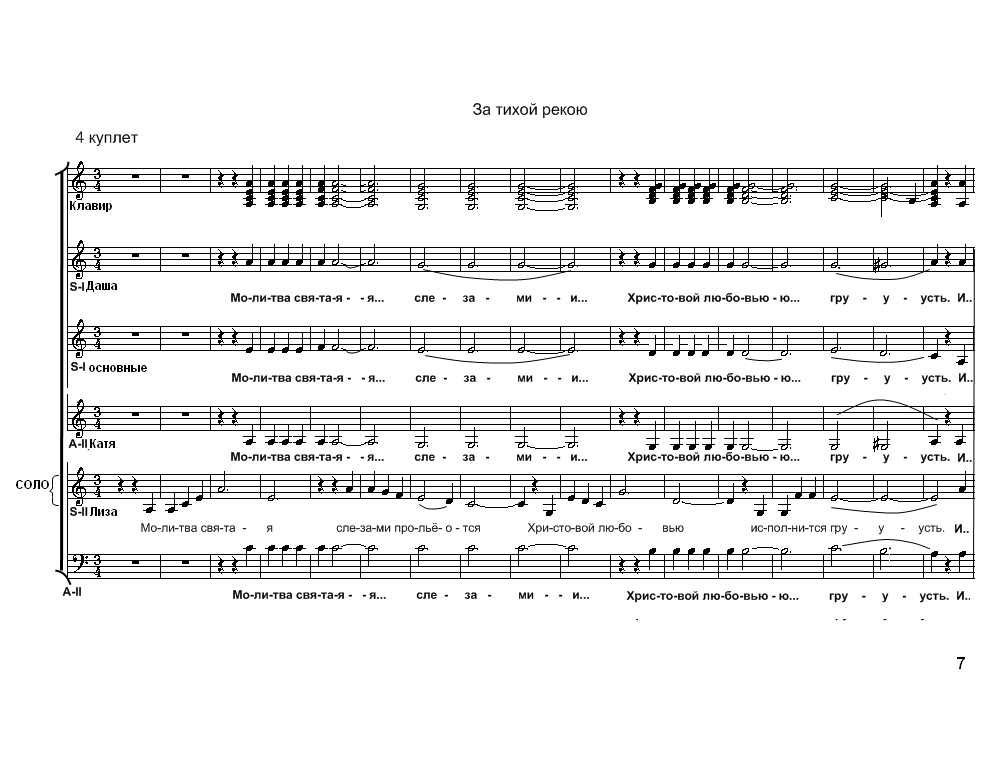 За тихой рекою
4 куплет
Клавир
S-I Даша
Мо-ли-тва свя-та-я - - я... сле - за - ми - - и... Хрис-то-вой лю-бо-вью - ю... гру - у - усть. И..
S-I основные
Мо-ли-тва свя-та-я - - я... сле - за - ми - - и... Хрис-то-вой лю-бо-вью - ю... гру - у - усть. И..
A-II Катя
Мо-ли-тва свя-та-я - - я... сле - за - ми - - и... Хрис-то-вой лю-бо-вью - ю... гру - у - усть. И..
СОЛО
S-II Лиза
Мо-ли-тва свя-та - я сле-за-ми про-льё- о -тся Хри-сто-вой лю-бо - вью ис-пол-ни-тся гру - у - усть. И..
A-II
Мо-ли-тва свя-та-я - - я... сле - за - ми - - и... Хрис-то-вой лю-бо-вью - ю... гру - у - усть. И..
7